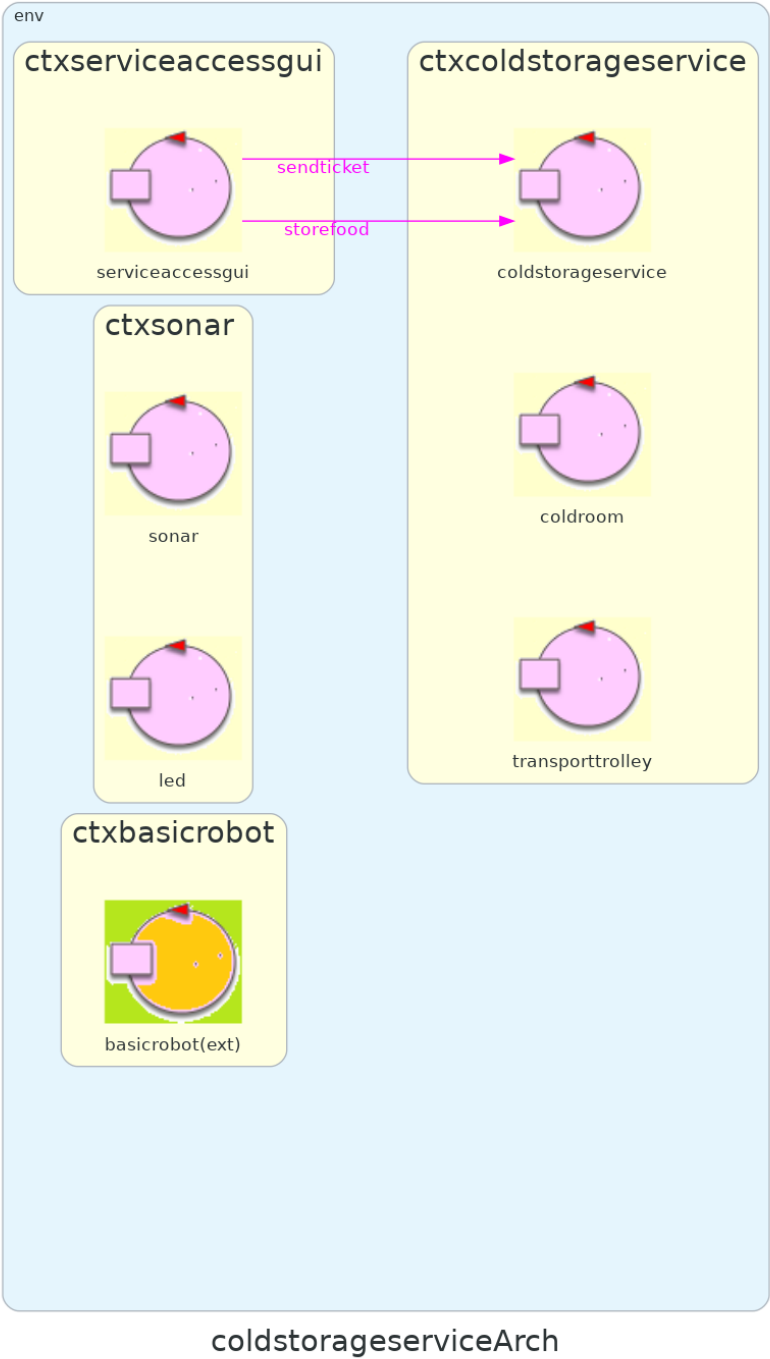 env
ctxserviceaccessgui
ctxcoldstorageservice
sendticket
storefood
serviceaccessgui
coldstorageservice
ctxsonar
sonar
coldroom
led
transporttrolley
ctxbasicrobot
basicrobot(ext)
coldstorageserviceArch